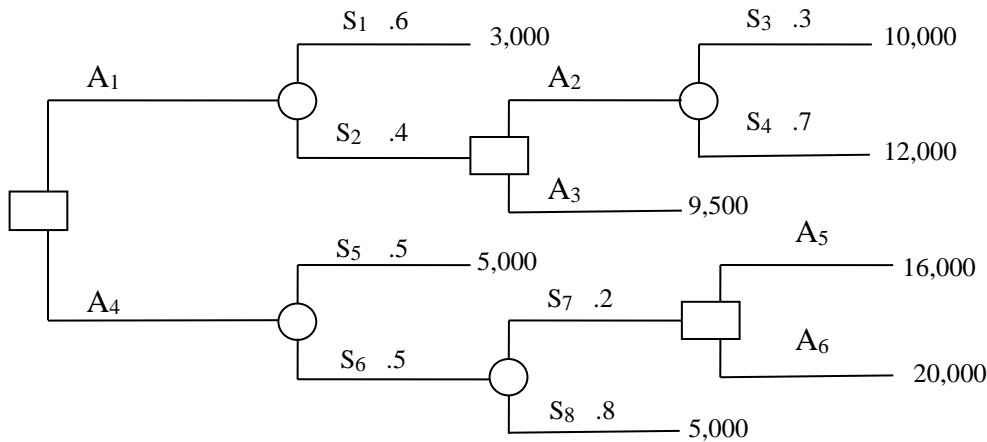 S₁ .6 3,000 S₃ .3 10,000
A₁ A₂
S₂ .4 S₄ .7 12,000
A₃ 9,500
S₅ .5 5,000 A₅ 16,000
A₄ S₇ .2
S₆ .5 A₆ 20,000
S₈ .8 5,000